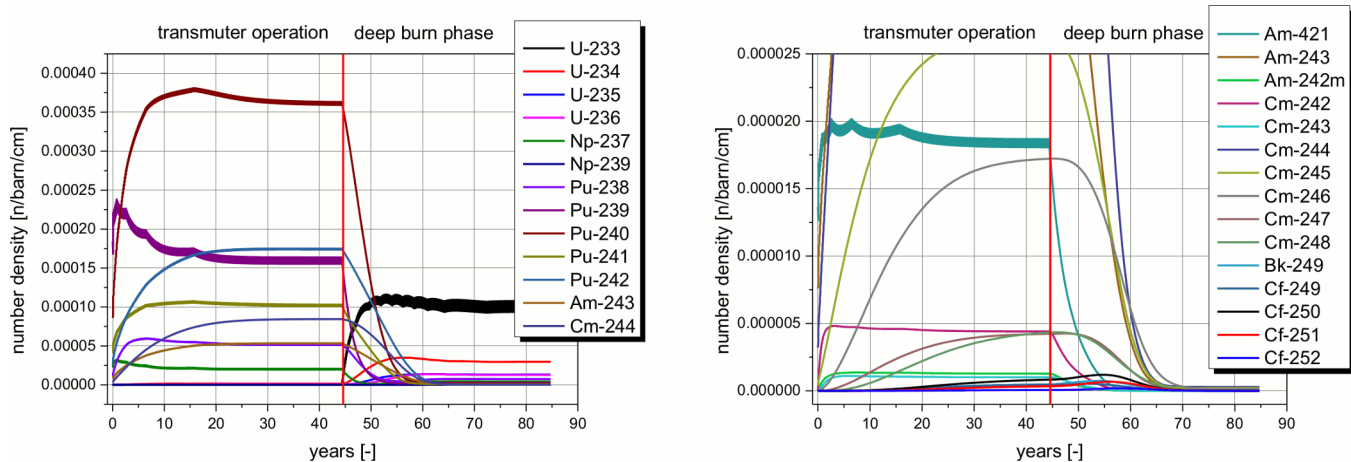 transmuter operation deep burn phase
0.00040
0.00035
0.00030
0.00025
0.00020
0.00015
0.00010
0.00005
0.00000
number density [n/barn/cm]
0 10 20 30 40 50 60 70 80 90
years [-]
U-233
U-234
U-235
U-236
Np-237
Np-239
Pu-238
Pu-239
Pu-240
Pu-241
Pu-242
Am-243
Cm-244
transmuter operation deep burn phase
0.000025
0.000020
0.000015
0.000010
0.000005
0.000000
number density [n/barn/cm]
0 10 20 30 40 50 60 70 80 90
years [-]
Am-421
Am-243
Am-242m
Cm-242
Cm-243
Cm-244
Cm-245
Cm-246
Cm-247
Cm-248
Bk-249
Cf-249
Cf-250
Cf-251
Cf-252